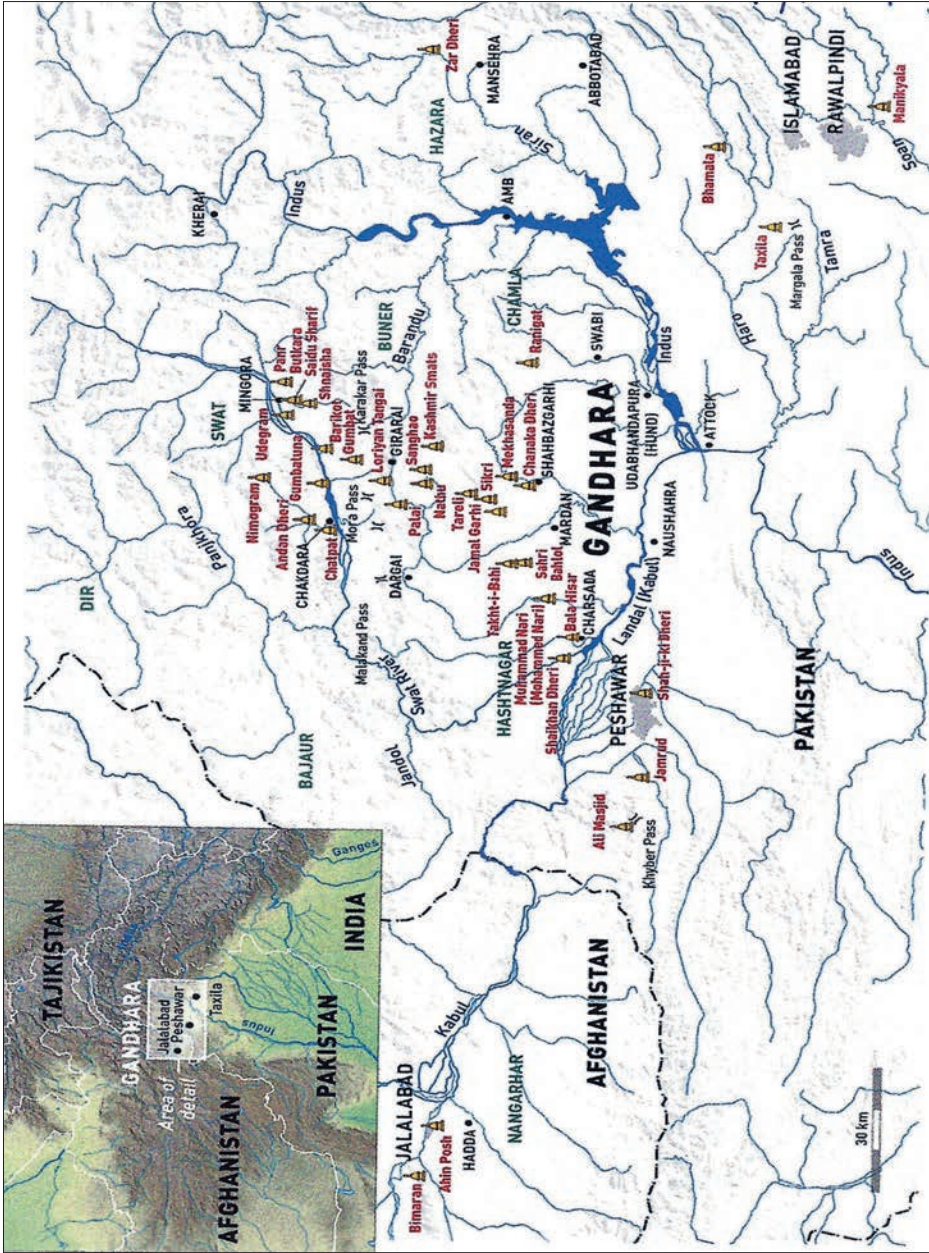 TAJIKISTAN
GANDHARA
Jalalabad
Peshawar
Area of
detail
Taxila
Indus
Ganges
AFGHANISTAN
PAKISTAN
INDIA
DIR
BAJAUR
SWAT
Panjkhora
KHERAI
Indus
HAZARA
Zar Dheri
MANSEHRA
ABBOTABAD
Siran
AMB
Nimogram
Udegram
MINGORA
Panr
Butkara
Saidu Sharif
Shnaisha
Andan Dheri
Gumbatuna
Barikot
Gumbat
CHAKDARA
Chatpat
Mora Pass
Karakar Pass
BUNER
Barandu
Malakand Pass
DARGAI
Loriyan Tangai
GIRARAI
Palai
Sanghao
Kashmir Smats
Nathu
Jangol
Swat River
Tareli
Jamal Garhi
Sikri
Mekhasanda
Chanaka Dheri
SHAHBAZGARHI
CHAMLA
Ranigat
SWABI
Takht-i-Bahi
Sahri
Bahlol
MARDAN
HASHTNAGAR
Muhammad Nari
(Mohammed Naril)
Bala Hisar
CHARSADA
Shaikhan Dheri
GANDHARA
UDABHANDAPURA
(HUND)
Indus
ATTOCK
NAUSHAHRA
Landai (Kabul)
PESHAWAR
Shah-ji-ki Dheri
Jamrud
Ali Masjid
Khyber Pass
Haro
Bhamala
Taxila
Margala Pass
Tamra
ISLAMABAD
RAWALPINDI
Manikyala
Soan
Indus
PAKISTAN
AFGHANISTAN
Kabul
JALALABAD
Bimaran
Ahin Posh
HADDA
NANGARHAR
30 km